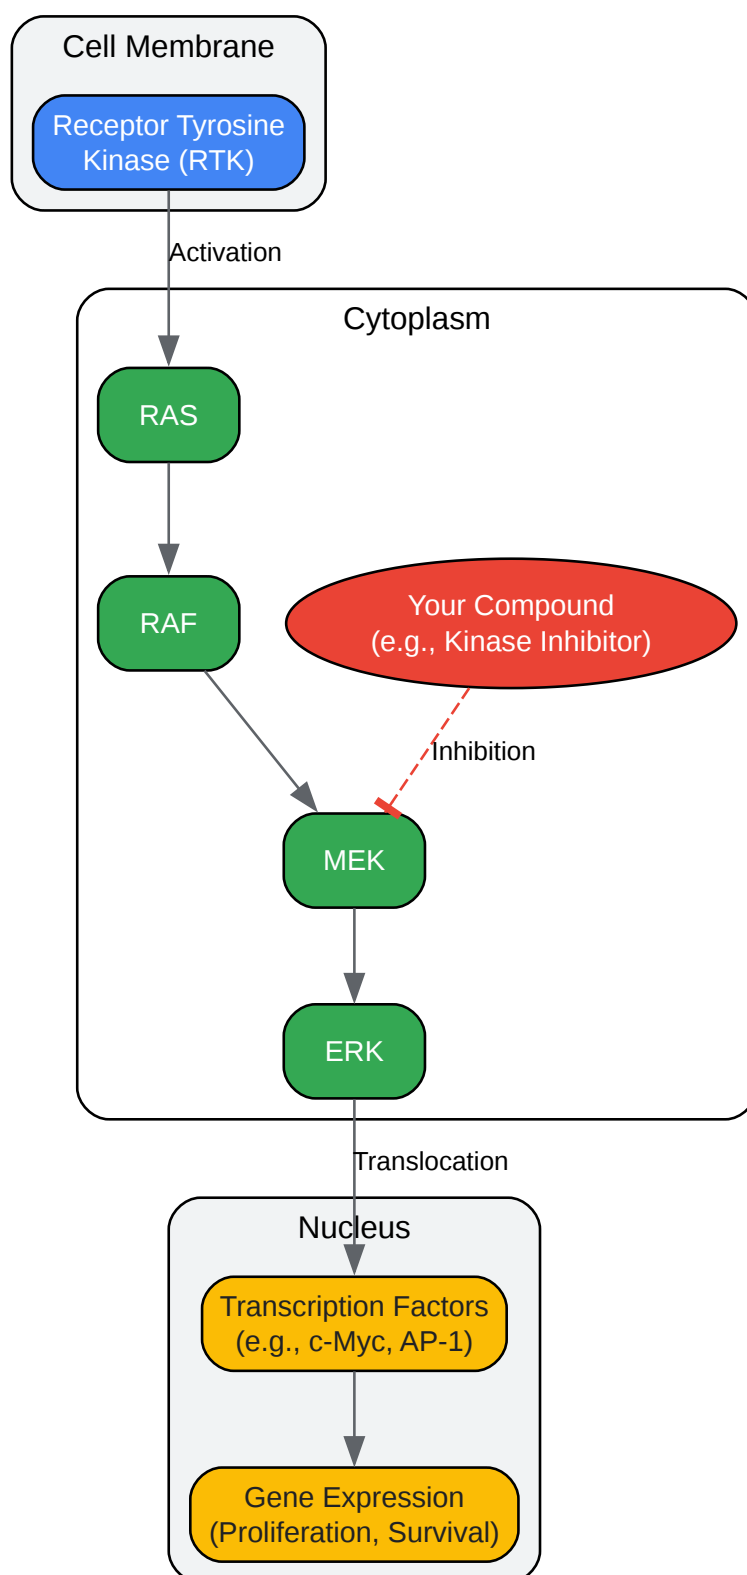 Cell Membrane
Receptor Tyrosine
Kinase (RTK)
Activation
Cytoplasm
RAS
RAF
Your Compound
(e.g., Kinase Inhibitor)
Inhibition
MEK
ERK
Translocation
Nucleus
Transcription Factors
(e.g., c-Myc, AP-1)
Gene Expression
(Proliferation, Survival)